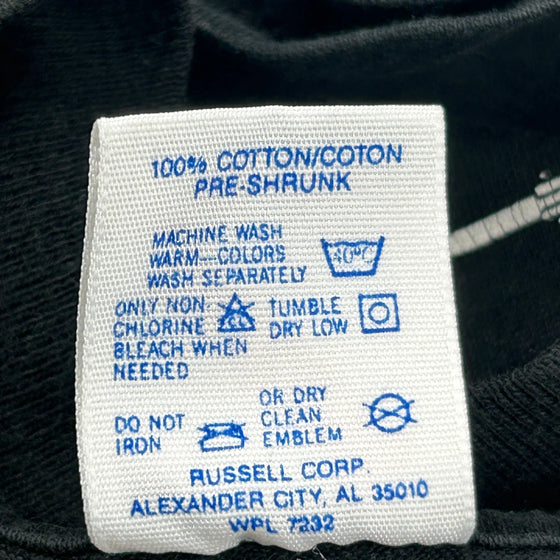 100% COTTON/COTON
PRE-SHRUNK
MACHINE WASH
WARM—COLORS
WASH SEPARATELY
40°C
ONLY NON
CHLORINE
BLEACH WHEN
NEEDED
CL
TUMBLE
DRY LOW
DO NOT
IRON
OR DRY
CLEAN
EMBLEM
RUSSELL CORP.
ALEXANDER CITY, AL 35010
WPL 7232